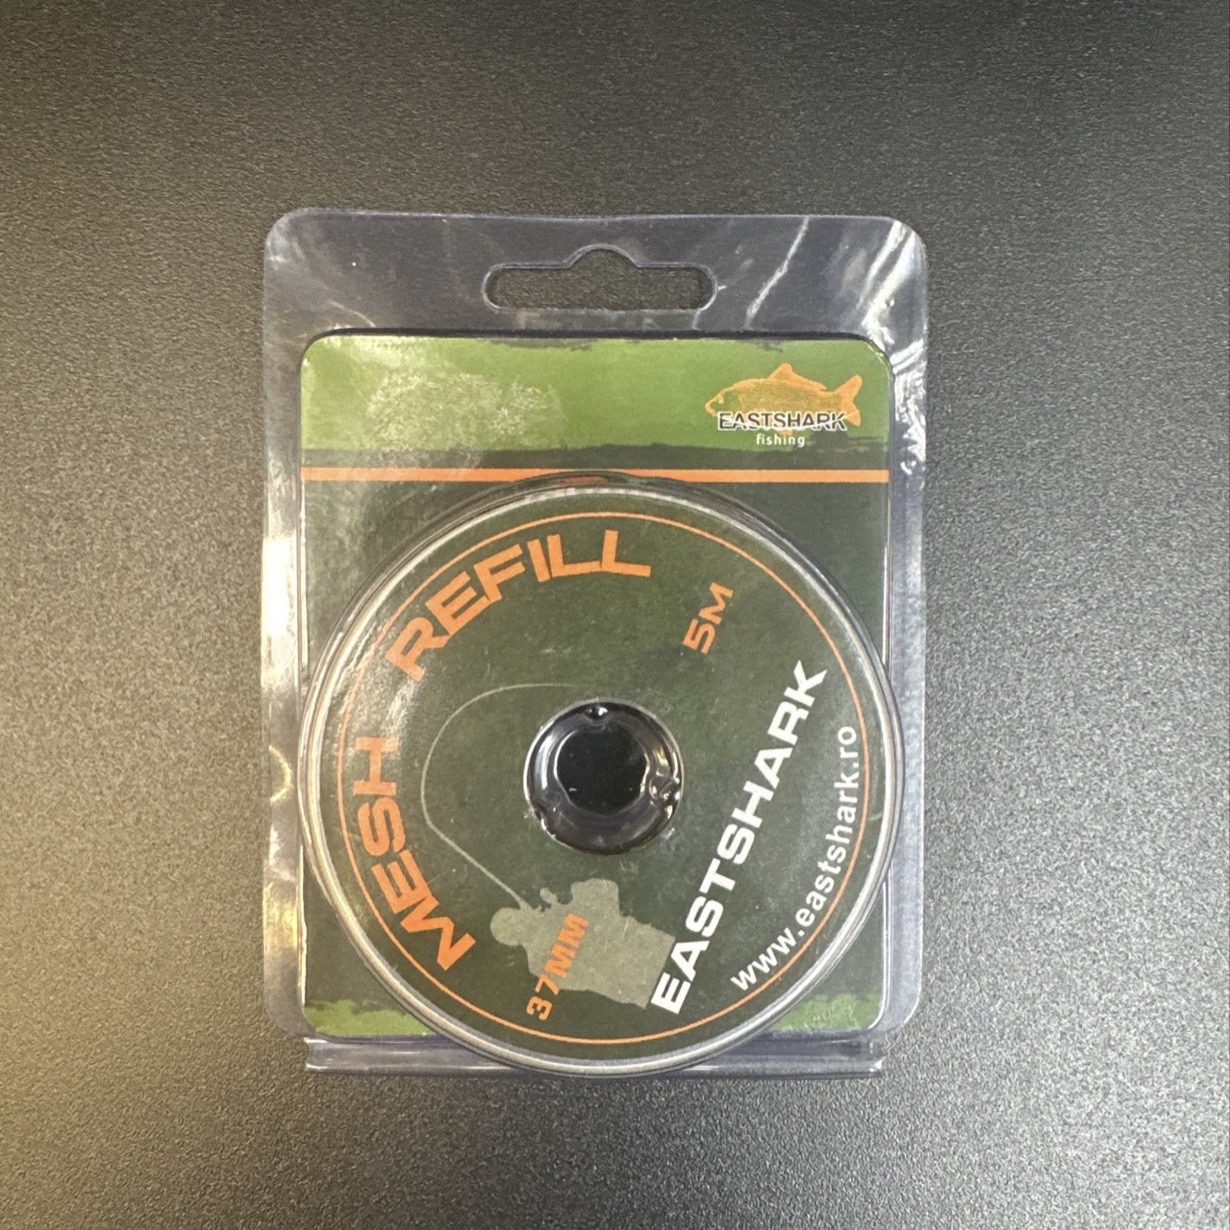 EASTSHARK
fishing
MESH REFILL
5M
37MM
EASTSHARK
www.eastshark.ro